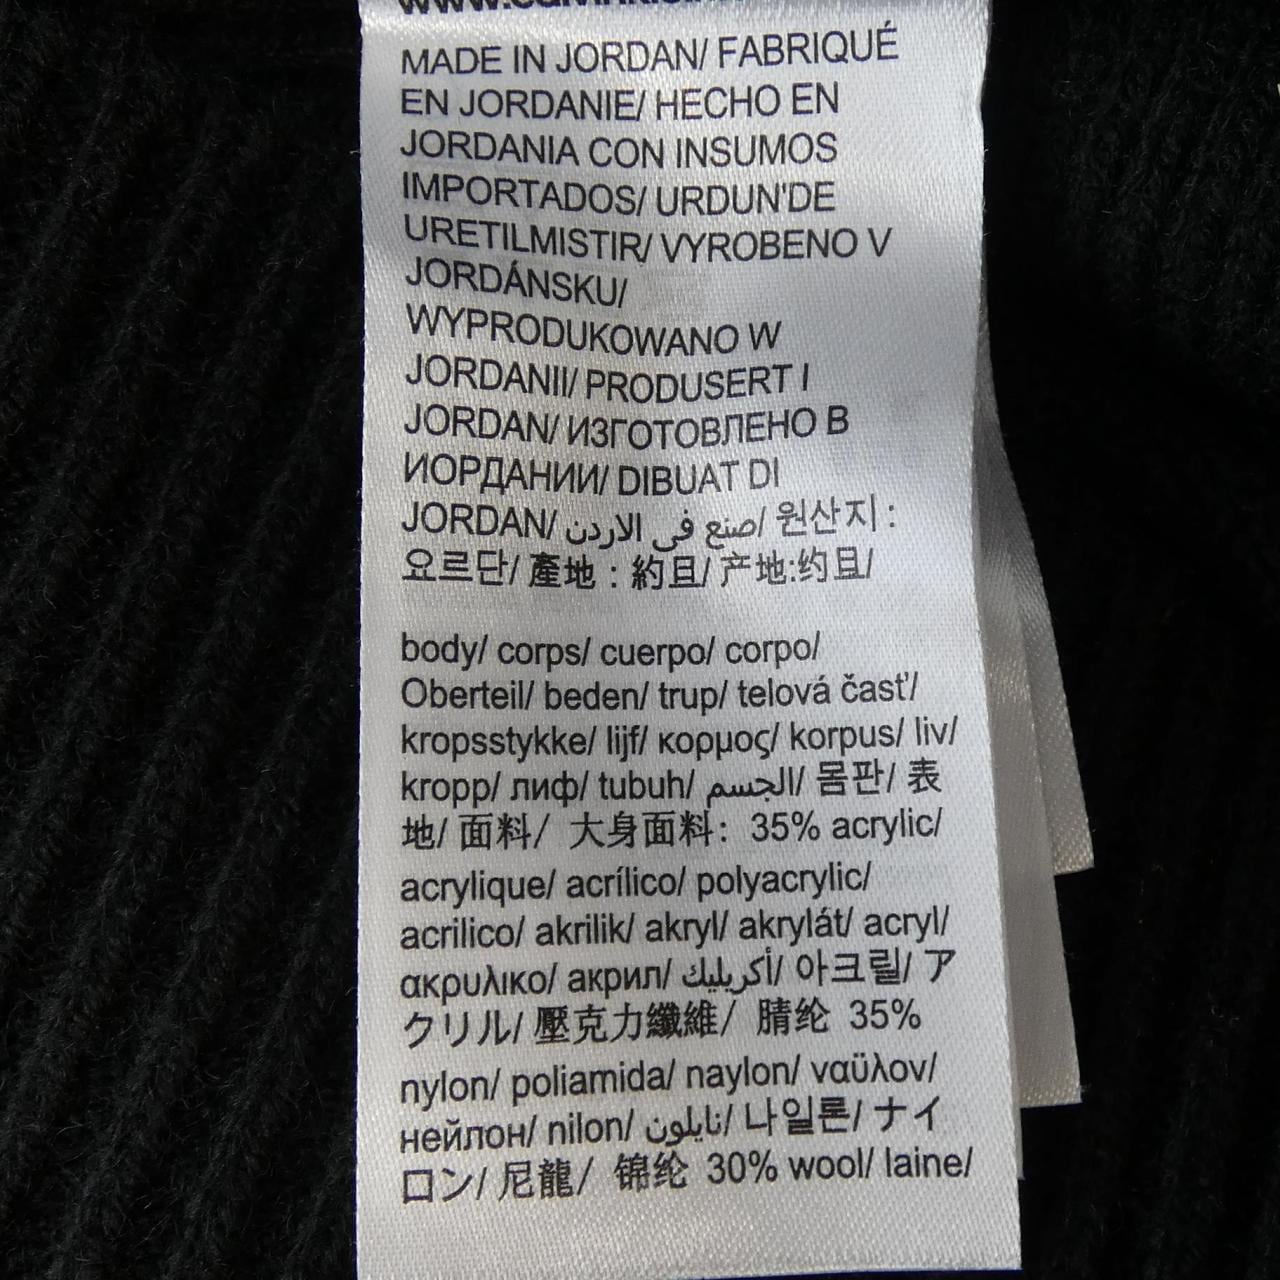 MADE IN JORDAN/ FABRIQUÉ
EN JORDANIE/ HECHO EN
JORDANIA CON INSUMOS
IMPORTADOS/ URDUN'DE
URETILMISTIR/ VYROBENO V
JORDÁNSKU/
WYPRODUKOWANO W
JORDANII/ PRODUSERT I
JORDAN/ ИЗГОТОВЛЕНО В
ИОРДАНИИ/ DIBUAT DI
JORDAN/ صنع في الاردن/ 원산지 :
요르단/ 產地 : 約旦/ 产地:约旦/
body/ corps/ cuerpo/ corpo/
Oberteil/ beden/ trup/ telová časť/
kropsstykke/ lijf/ κορμος/ korpus/ liv/
kropp/ лиф/ tubuh/ الجسم/ 몸판/ 表
地/ 面料/ 大身面料: 35% acrylic/
acrylique/ acrílico/ polyacrylic/
acrilico/ akrilik/ akryl/ akrylát/ acryl/
ακρυλικο/ акрил/ أكريليك/ 아크릴/ ア
クリル/ 壓克力纖維/ 腈纶 35%
nylon/ poliamida/ naylon/ ναϋλον/
нейлон/ nilon/ نايلون/ 나일론/ ナイ
ロン/ 尼龍/ 锦纶 30% wool/ laine/